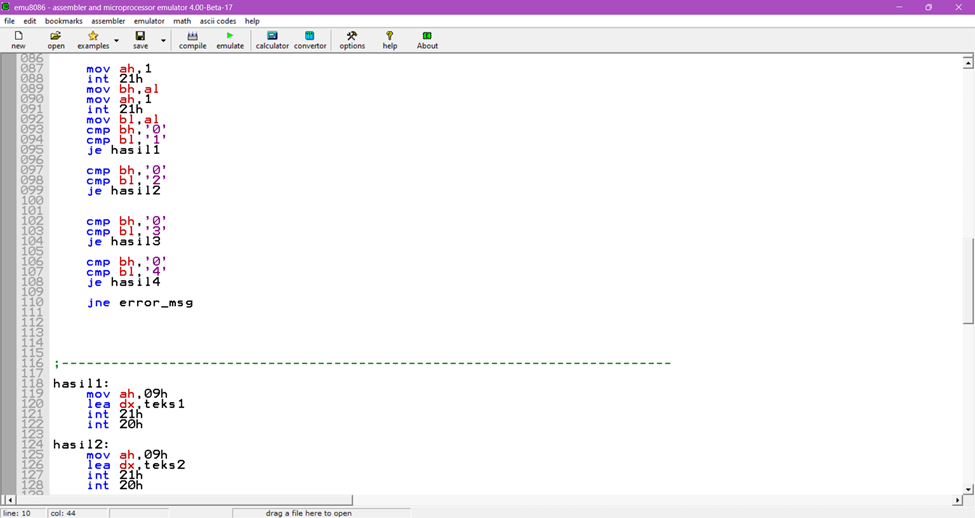 emu8086 - assembler and microprocessor emulator 4.00-Beta-17
file edit bookmarks assembler emulator math ascii codes help
new open examples save compile emulate calculator convertor options help About
086
087 mov ah,1
088 int 21h
089 mov bh,al
090 mov ah,1
091 int 21h
092 mov bl,al
093 cmp bh,'0'
094 cmp bl,'1'
095 je hasil1
096
097 cmp bh,'0'
098 cmp bl,'2'
099 je hasil2
100
101
102 cmp bh,'0'
103 cmp bl,'3'
104 je hasil3
105
106 cmp bh,'0'
107 cmp bl,'4'
108 je hasil4
109
110 jne error_msg
111
112
113
114
115
116 ;---------------------------------------------------------------------------
117
118 hasil1:
119 mov ah,09h
120 lea dx,teks1
121 int 21h
122 int 20h
123
124 hasil2:
125 mov ah,09h
126 lea dx,teks2
127 int 21h
128 int 20h
129
line: 10 col: 44 drag a file here to open